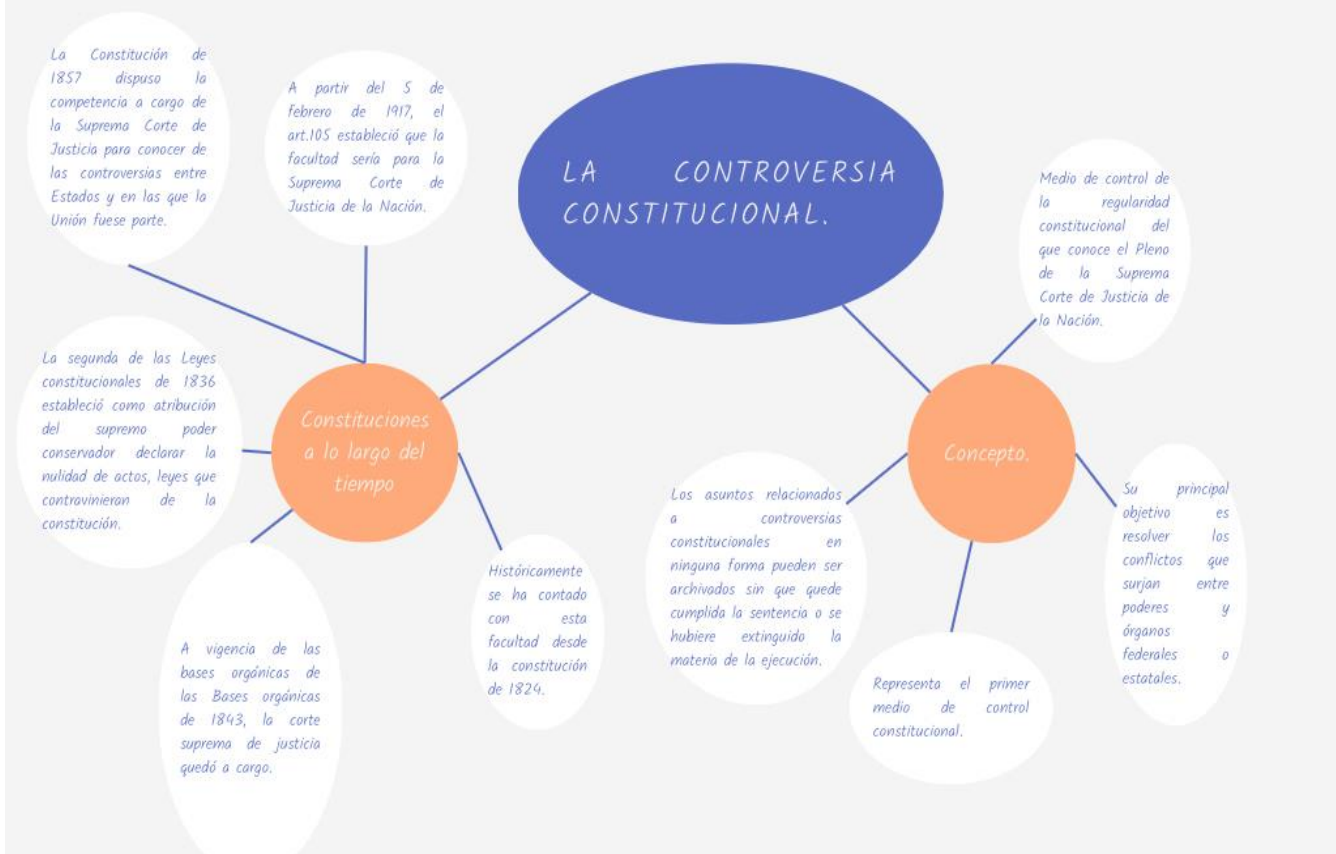 LA CONTROVERSIA
CONSTITUCIONAL.
La Constitución de
1857 dispuso la
competencia a cargo de
la Suprema Corte de
Justicia para conocer de
las controversias entre
Estados y en las que la
Unión fuese parte.
A partir del 5 de
febrero de 1917, el
art.105 estableció que la
facultad sería para la
Suprema Corte de
Justicia de la Nación.
Constituciones
a lo largo del
tiempo
La segunda de las Leyes
constitucionales de 1836
estableció como atribución
del supremo poder
conservador declarar la
nulidad de actos, leyes que
contravinieran de la
constitución.
A vigencia de las
bases orgánicas de
las Bases orgánicas
de 1843, la corte
suprema de justicia
quedó a cargo.
Históricamente
se ha contado
con esta
facultad desde
la constitución
de 1824.
Concepto.
Medio de control de
la regularidad
constitucional del
que conoce el Pleno
de la Suprema
Corte de Justicia de
la Nación.
Los asuntos relacionados
a controversias
constitucionales en
ninguna forma pueden ser
archivados sin que quede
cumplida la sentencia o se
hubiere extinguido la
materia de la ejecución.
Representa el primer
medio de control
constitucional.
Su principal
objetivo es
resolver los
conflictos que
surjan entre
poderes y
órganos
federales o
estatales.